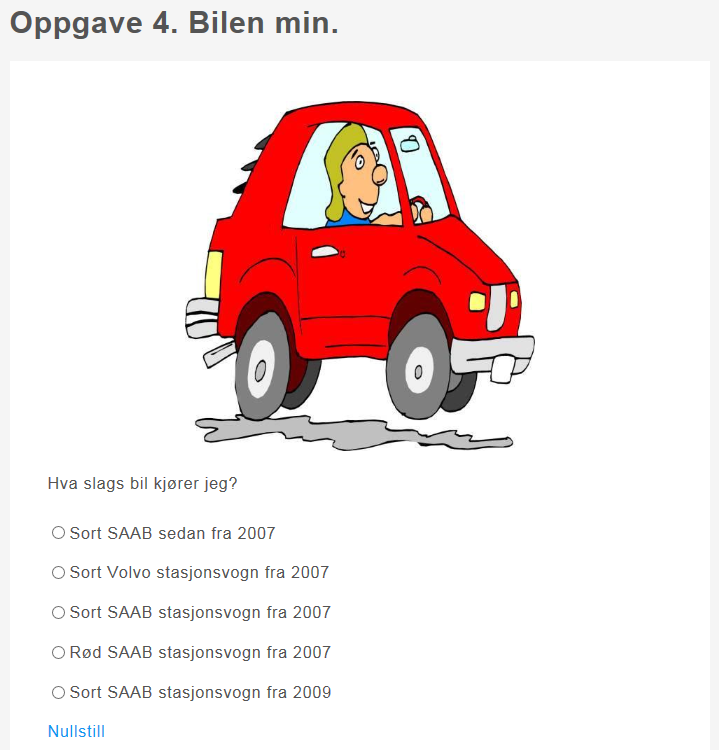 Oppgave 4. Bilen min.
Hva slags bil kjører jeg?
Sort SAAB sedan fra 2007
Sort Volvo stasjonsvogn fra 2007
Sort SAAB stasjonsvogn fra 2007
Rød SAAB stasjonsvogn fra 2007
Sort SAAB stasjonsvogn fra 2009
Nullstill